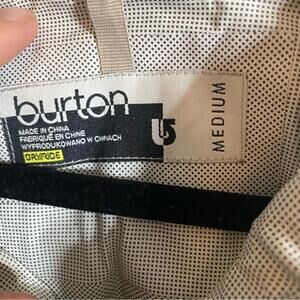 burton
MADE IN CHINA
FABRIQUÉ EN CHINE
WYPRODUKOWANO W CHINACH
DRYRIDE
MEDIUM